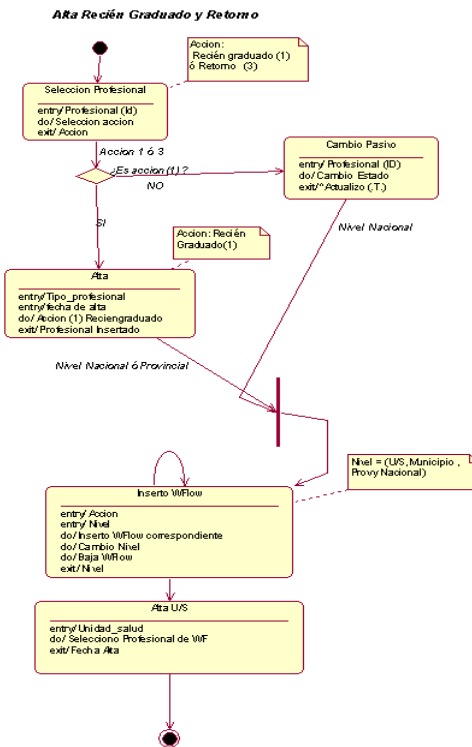 Alta Recién Graduado y Retorno
Accion:
Recién graduado (1)
ó Retorno (3)
Seleccion Profesional
entry/ Profesional (Id)
do/ Seleccion accion
exit/ Accion
Accion 1 ó 3
¿Es accion (1) ?
NO
SI
Cambio Pasivo
entry/ Profesional (ID)
do/ Cambio Estado
exit/ ^Actualizo (.T.)
Nivel Nacional
Accion: Recién
Graduado(1)
Alta
entry/ Tipo_profesional
entry/ fecha de alta
do/ Accion (1) Reciengraduado
exit/ Profesional Insertado
Nivel Nacional ó Provincial
Nivel = (U/S, Municipio ,
Prov y Nacional)
Inserto WFlow
entry/ Accion
entry/ Nivel
do/ Inserto WFlow correspondiente
do/ Cambio Nivel
do/ Baja WFlow
exit/ Nivel
Alta U/S
entry/ Unidad_salud
do/ Selecciono Profesional de WF
exit/ Fecha Alta